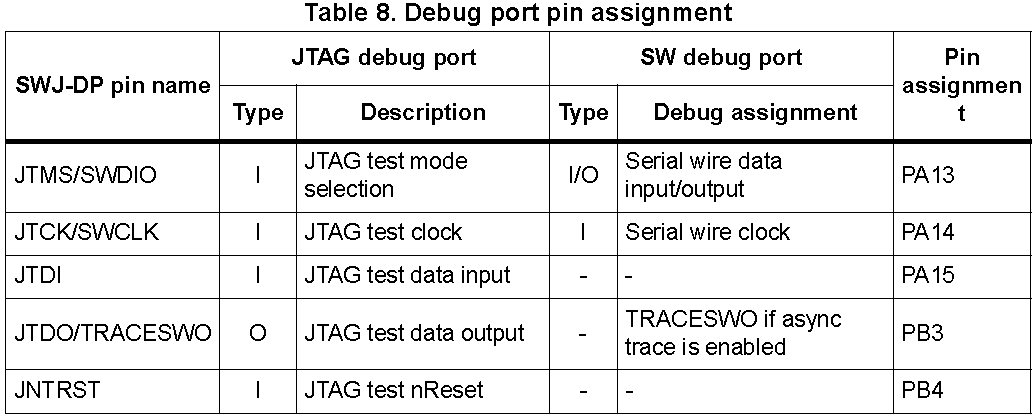 Table 8. Debug port pin assignment
SWJ-DP pin name JTAG debug port SW debug port Pin assignmen t
Type Description Type Debug assignment
JTMS/SWDIO I JTAG test mode selection I/O Serial wire data input/output PA13
JTCK/SWCLK I JTAG test clock I Serial wire clock PA14
JTDI I JTAG test data input - - PA15
JTDO/TRACESWO O JTAG test data output - TRACESWO if async trace is enabled PB3
JNTRST I JTAG test nReset - - PB4